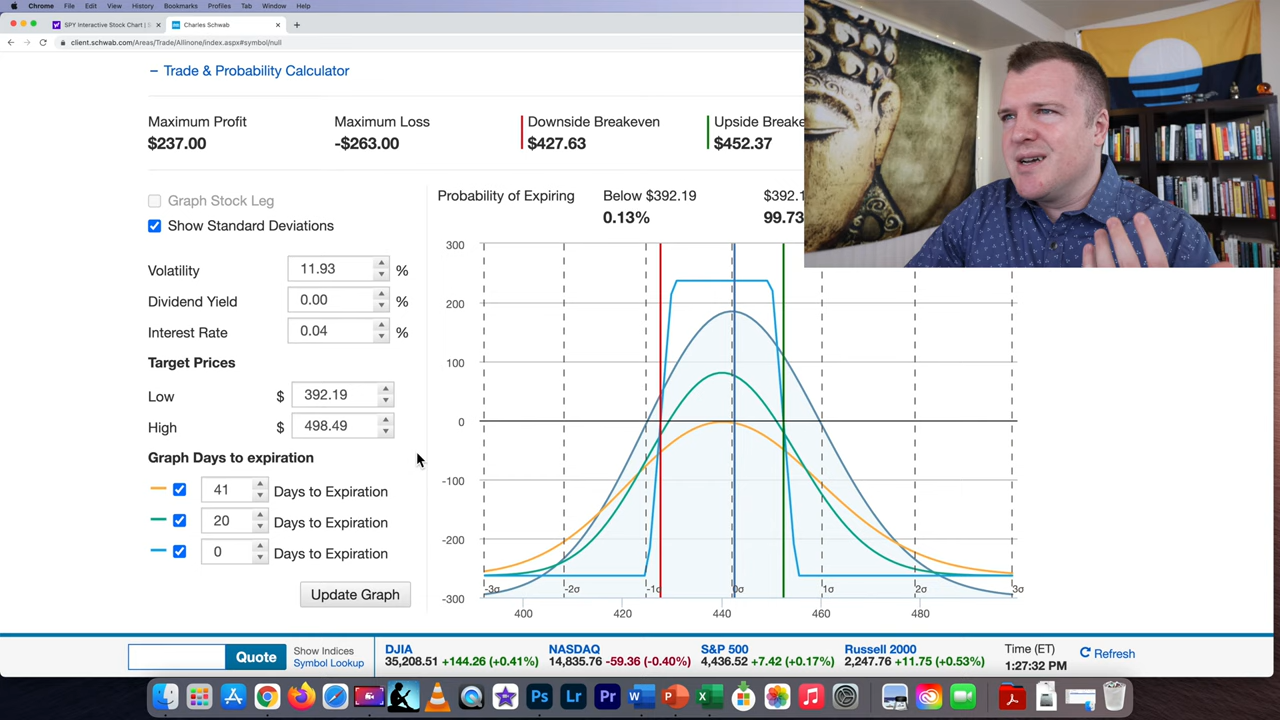 Chrome File Edit View History Bookmarks Profiles Tab Window Help
SPY Interactive Stock Chart | S
Charles Schwab
client.schwab.com/Areas/Trade/Allinone/index.aspx#symbol/null
– Trade & Probability Calculator
Maximum Profit Maximum Loss Downside Breakeven Upside Breake
$237.00 -$263.00 $427.63 $452.37
Graph Stock Leg
Show Standard Deviations
Volatility 11.93 %
Dividend Yield 0.00 %
Interest Rate 0.04 %
Target Prices
Low $ 392.19
High $ 498.49
Graph Days to expiration
41 Days to Expiration
20 Days to Expiration
0 Days to Expiration
Update Graph
Probability of Expiring Below $392.19 $392.1
0.13% 99.73
300
200
100
0
-100
-200
-300
-3σ -2σ -1σ 0σ 1σ 2σ 3σ
400 420 440 460 480
Quote
Show Indices
Symbol Lookup
DJIA NASDAQ S&P 500 Russell 2000 Time (ET)
35,208.51 +144.26 (+0.41%) 14,835.76 -59.36 (-0.40%) 4,436.52 +7.42 (+0.17%) 2,247.76 +11.75 (+0.53%) 1:27:32 PM
Refresh
Ps Lr Pr W P X